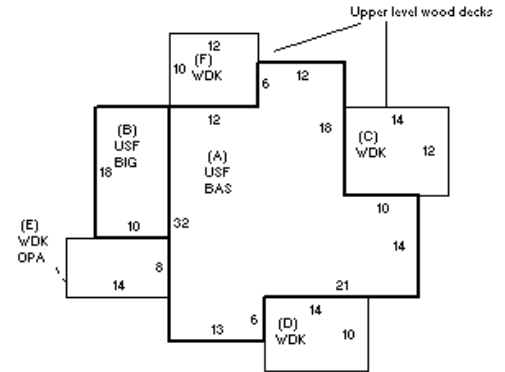 Upper level wood decks
12
10
(F)
WDK
6
12
12
18
14
(C)
WDK
12
(B)
USF
BIG
18
(A)
USF
BAS
10
10
32
(E)
WDK
OPA
8
14
14
21
6
13
14
(D)
WDK
10